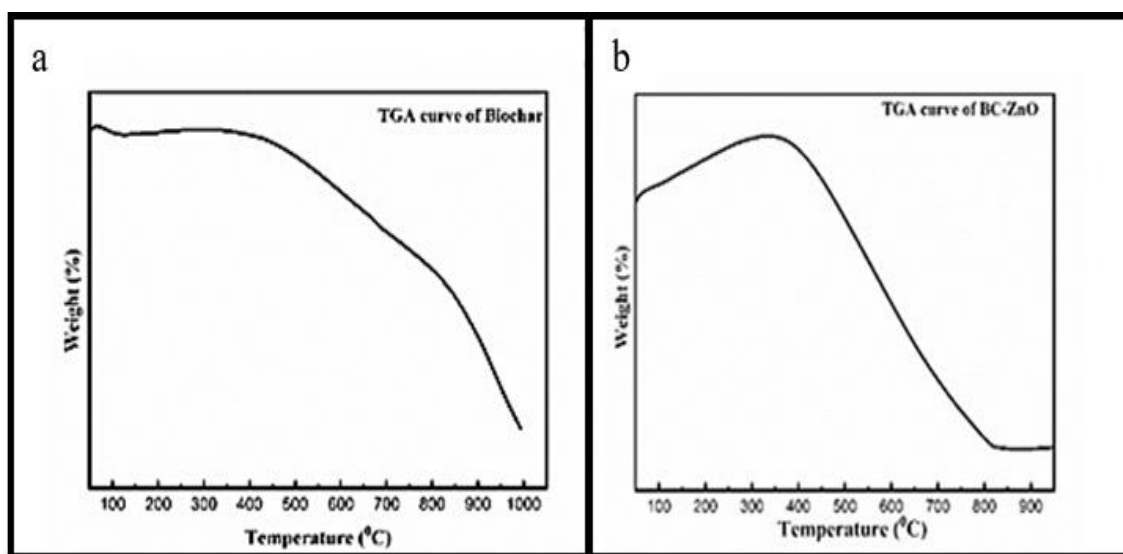 a
TGA curve of Biochar
Weight (%)
100 200 300 400 500 600 700 800 900 1000
Temperature (⁰C)
b
TGA curve of BC-ZnO
Weight (%)
100 200 300 400 500 600 700 800 900
Temperature (⁰C)